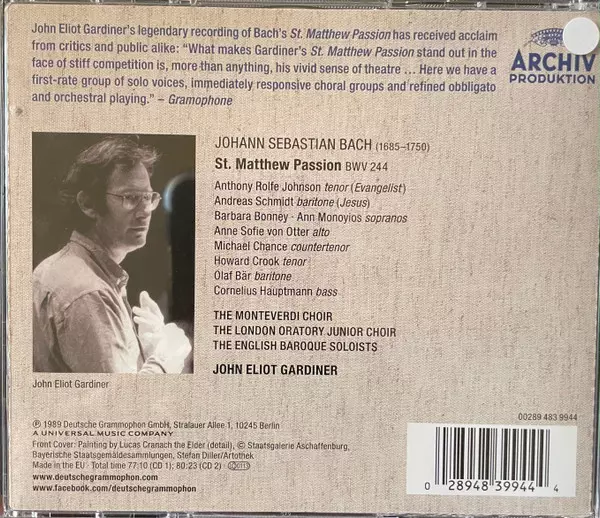 John Eliot Gardiner's legendary recording of Bach's St. Matthew Passion has received acclaim
from critics and public alike: “What makes Gardiner's St. Matthew Passion stand out in the
face of stiff competition is, more than anything, his vivid sense of theatre ... Here we have a
first-rate group of solo voices, immediately responsive choral groups and refined obbligato
and orchestral playing.” – Gramophone
ARCHIV
PRODUKTION
JOHANN SEBASTIAN BACH (1685–1750)
St. Matthew Passion BWV 244
Anthony Rolfe Johnson tenor (Evangelist)
Andreas Schmidt baritone (Jesus)
Barbara Bonney · Ann Monoyios sopranos
Anne Sofie von Otter alto
Michael Chance countertenor
Howard Crook tenor
Olaf Bär baritone
Cornelius Hauptmann bass
THE MONTEVERDI CHOIR
THE LONDON ORATORY JUNIOR CHOIR
THE ENGLISH BAROQUE SOLOISTS
JOHN ELIOT GARDINER
John Eliot Gardiner
℗ 1989 Deutsche Grammophon GmbH, Stralauer Allee 1, 10245 Berlin
A UNIVERSAL MUSIC COMPANY
Front Cover: Painting by Lucas Cranach the Elder (detail), © Staatsgalerie Aschaffenburg,
Bayerische Staatsgemäldesammlungen, Stefan Diller/Artothek
Made in the EU · Total time 77:10 (CD 1); 80:23 (CD 2)
www.deutschegrammophon.com
www.facebook.com/deutschegrammophon
00289 483 9944
0 28948 39944 4